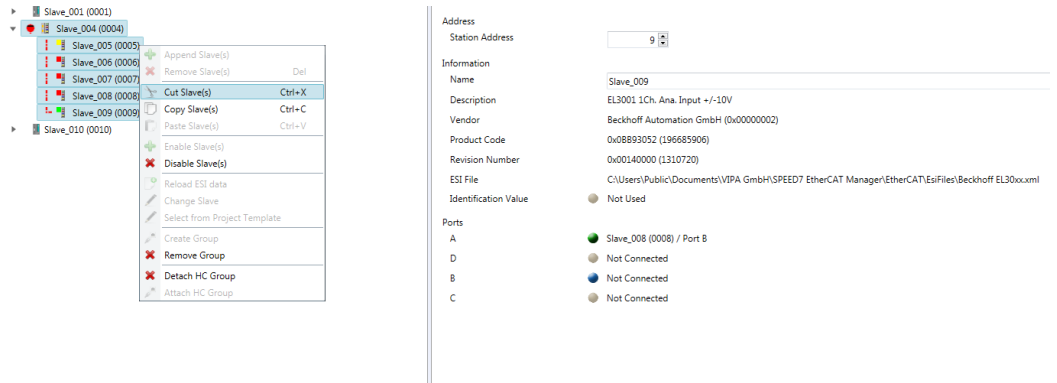 Slave_001 (0001)
Slave_004 (0004)
Slave_005 (0005)
Slave_006 (0006)
Slave_007 (0007)
Slave_008 (0008)
Slave_009 (0009)
Slave_010 (0010)
Append Slave(s)
Remove Slave(s) Del
Cut Slave(s) Ctrl+X
Copy Slave(s) Ctrl+C
Paste Slave(s) Ctrl+V
Enable Slave(s)
Disable Slave(s)
Reload ESI data
Change Slave
Select from Project Template
Create Group
Remove Group
Detach HC Group
Attach HC Group
Address
Station Address 9
Information
Name Slave_009
Description EL3001 1Ch. Ana. Input +/-10V
Vendor Beckhoff Automation GmbH (0x00000002)
Product Code 0x0BB93052 (196685906)
Revision Number 0x00140000 (1310720)
ESI File C:\Users\Public\Documents\VIPA GmbH\SPEED7 EtherCAT Manager\EtherCAT\EsiFiles\Beckhoff EL30xx.xml
Identification Value Not Used
Ports
A Slave_008 (0008) / Port B
D Not Connected
B Not Connected
C Not Connected